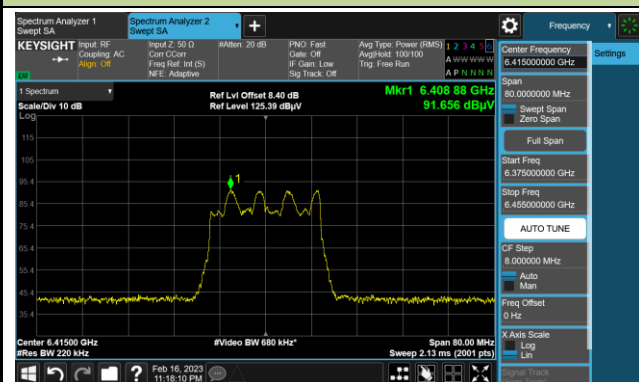 Spectrum Analyzer 1
Swept SA
Spectrum Analyzer 2
Swept SA
Frequency
KEYSIGHT
Input: RF
Coupling: AC
Align: Off
Input Z: 50 Ω
Corr CCorr
Freq Ref: Int (S)
NFE: Adaptive
#Atten: 20 dB
PNO: Fast
Gate: Off
IF Gain: Low
Sig Track: Off
Avg Type: Power (RMS)
Avg|Hold: 100/100
Trig: Free Run
1 2 3 4 5 6
A W W W W W
A P N N N N
LXI
1 Spectrum
Scale/Div 10 dB
Log
Ref Lvl Offset 8.40 dB
Ref Level 125.39 dBµV
Mkr1 6.408 88 GHz
91.656 dBµV
1
115
105
95.4
85.4
75.4
65.4
55.4
45.4
35.4
Center 6.41500 GHz
#Res BW 220 kHz
#Video BW 680 kHz*
Span 80.00 MHz
Sweep 2.13 ms (2001 pts)
Feb 16, 2023
11:18:10 PM
Center Frequency
6.415000000 GHz
Settings
Span
80.0000000 MHz
Swept Span
Zero Span
Full Span
Start Freq
6.375000000 GHz
Stop Freq
6.455000000 GHz
AUTO TUNE
CF Step
8.000000 MHz
Auto
Man
Freq Offset
0 Hz
X Axis Scale
Log
Lin
Signal Track